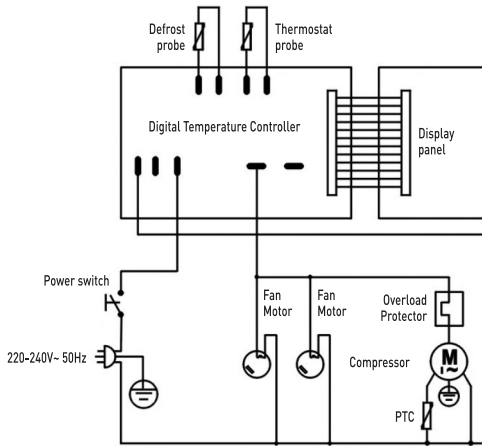 Defrost
probe
Thermostat
probe
Digital Temperature Controller
Display
panel
Power switch
Fan
Motor
Fan
Motor
Overload
Protector
220-240V~ 50Hz
Compressor
M
1~
PTC